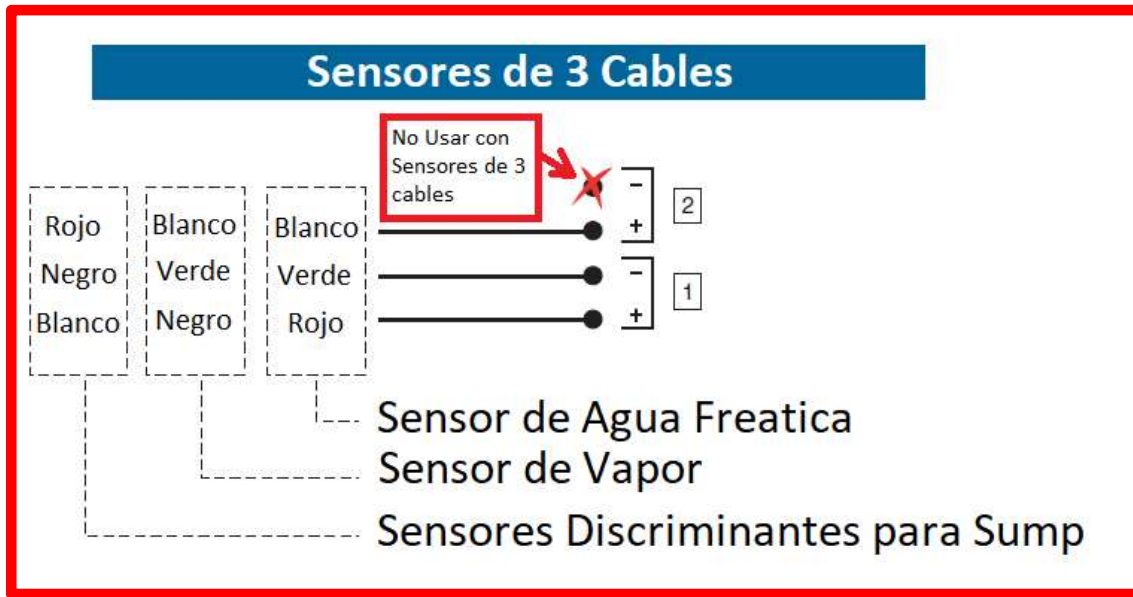 Sensores de 3 Cables
No Usar con
Sensores de 3
cables
- 
+ 2
-
+ 1
Rojo Blanco Blanco
Negro Verde Verde
Blanco Negro Rojo
Sensor de Agua Freatica
Sensor de Vapor
Sensores Discriminantes para Sump